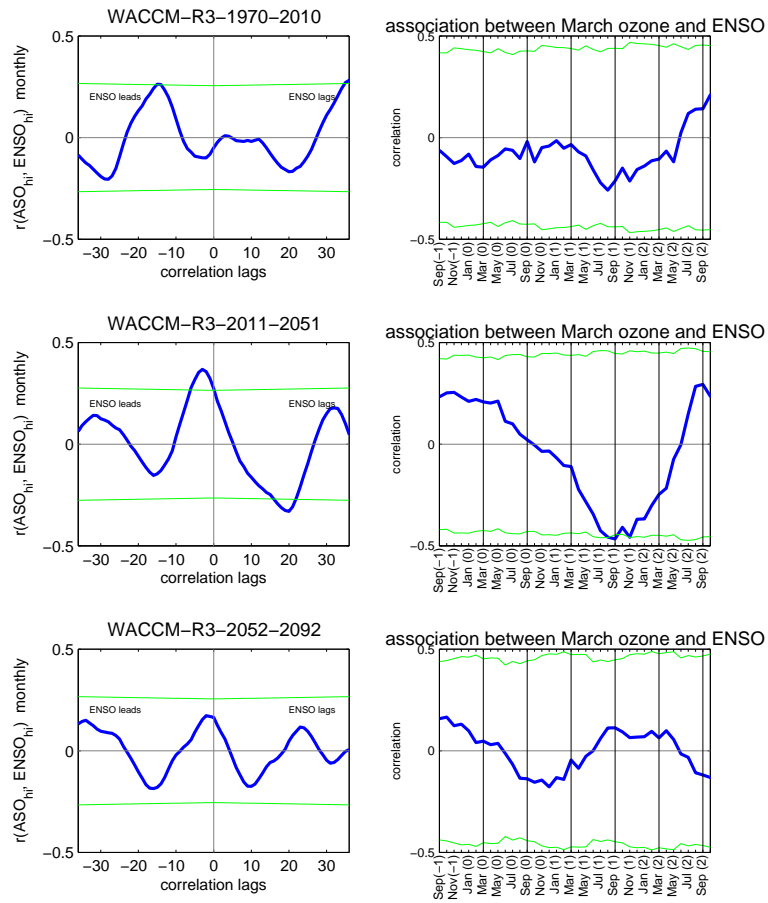 WACCM−R3−1970−2010
0.5
0
−0.5
r(ASO_hi, ENSO_hi) monthly
ENSO leads
ENSO lags
−30 −20 −10 0 10 20 30
correlation lags
association between March ozone and ENSO
0.5
0
−0.5
correlation
Sep(−1) Nov(−1) Jan (0) Mar (0) May (0) Jul (0) Sep (0) Nov (0) Jan (1) Mar (1) May (1) Jul (1) Sep (1) Nov (1) Jan (2) Mar (2) May (2) Jul (2) Sep (2)
WACCM−R3−2011−2051
0.5
0
−0.5
r(ASO_hi, ENSO_hi) monthly
ENSO leads
ENSO lags
−30 −20 −10 0 10 20 30
correlation lags
association between March ozone and ENSO
0.5
0
−0.5
correlation
Sep(−1) Nov(−1) Jan (0) Mar (0) May (0) Jul (0) Sep (0) Nov (0) Jan (1) Mar (1) May (1) Jul (1) Sep (1) Nov (1) Jan (2) Mar (2) May (2) Jul (2) Sep (2)
WACCM−R3−2052−2092
0.5
0
−0.5
r(ASO_hi, ENSO_hi) monthly
ENSO leads
ENSO lags
−30 −20 −10 0 10 20 30
correlation lags
association between March ozone and ENSO
0.5
0
−0.5
correlation
Sep(−1) Nov(−1) Jan (0) Mar (0) May (0) Jul (0) Sep (0) Nov (0) Jan (1) Mar (1) May (1) Jul (1) Sep (1) Nov (1) Jan (2) Mar (2) May (2) Jul (2) Sep (2)